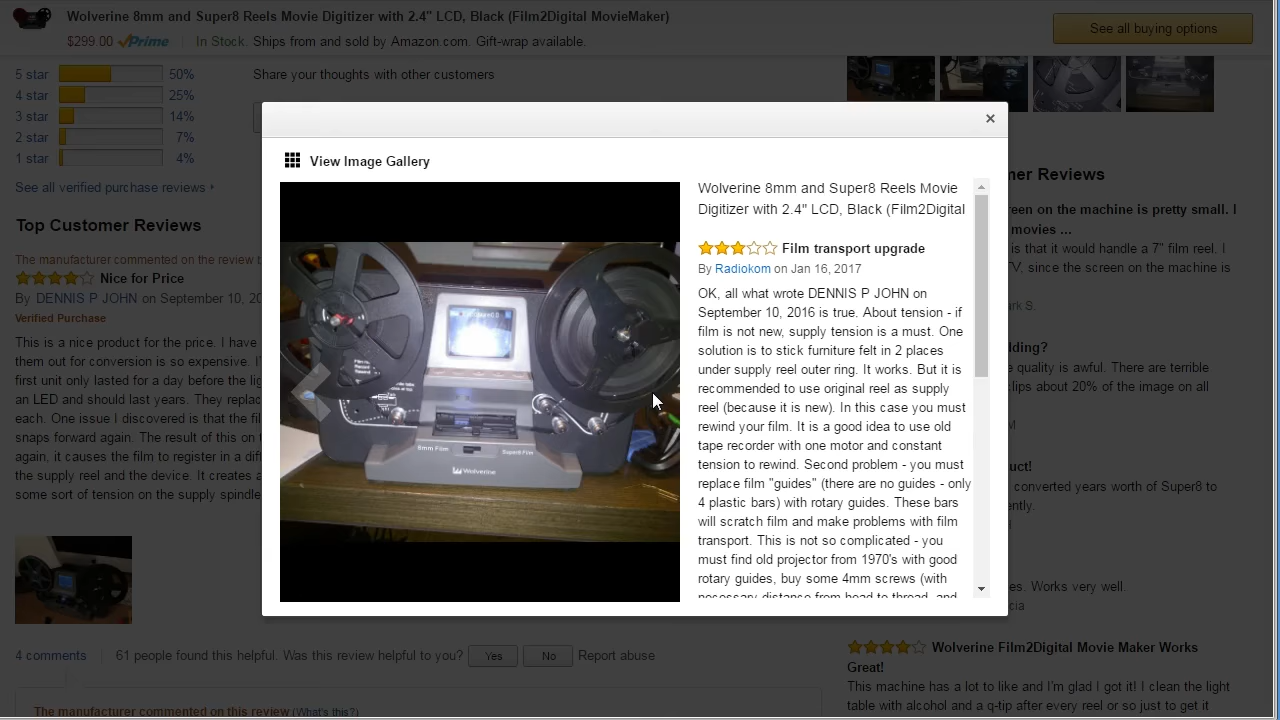 Wolverine 8mm and Super8 Reels Movie Digitizer with 2.4" LCD, Black (Film2Digital MovieMaker)
$299.00 Prime In Stock. Ships from and sold by Amazon.com. Gift-wrap available.
See all buying options
5 star 50%
4 star 25%
3 star 14%
2 star 7%
1 star 4%
See all verified purchase reviews
Share your thoughts with other customers
Top Customer Reviews
The manufacturer commented on the review
Nice for Price
By DENNIS P JOHN on September 10, 20
Verified Purchase
This is a nice product for the price. I have
them out for conversion is so expensive. I'
first unit only lasted for a day before the lig
an LED and should last years. They replac
each. One issue I discovered is that the fil
snaps forward again. The result of this on
again, it causes the film to register in a diff
the supply reel and the device. It creates a
some sort of tension on the supply spindle
4 comments 61 people found this helpful. Was this review helpful to you? Yes No Report abuse
The manufacturer commented on this review (What's this?)
×
View Image Gallery
8mm Film
Super8 Film
Wolverine
Wolverine 8mm and Super8 Reels Movie
Digitizer with 2.4" LCD, Black (Film2Digital
Film transport upgrade
By Radiokom on Jan 16, 2017
OK, all what wrote DENNIS P JOHN on
September 10, 2016 is true. About tension - if
film is not new, supply tension is a must. One
solution is to stick furniture felt in 2 places
under supply reel outer ring. It works. But it is
recommended to use original reel as supply
reel (because it is new). In this case you must
rewind your film. It is a good idea to use old
tape recorder with one motor and constant
tension to rewind. Second problem - you must
replace film "guides" (there are no guides - only
4 plastic bars) with rotary guides. These bars
will scratch film and make problems with film
transport. This is not so complicated - you
must find old projector from 1970's with good
rotary guides, buy some 4mm screws (with
necessary distance from head to thread, and
mer Reviews
reen on the machine is pretty small. I
movies ...
is that it would handle a 7" film reel. I
TV, since the screen on the machine is
ark S.
lding?
e quality is awful. There are terrible
clips about 20% of the image on all
M
uct!
converted years worth of Super8 to
ently.
es. Works very well.
cia
Wolverine Film2Digital Movie Maker Works
Great!
This machine has a lot to like and I'm glad I got it! I clean the light
table with alcohol and a q-tip after every reel or so just to get it